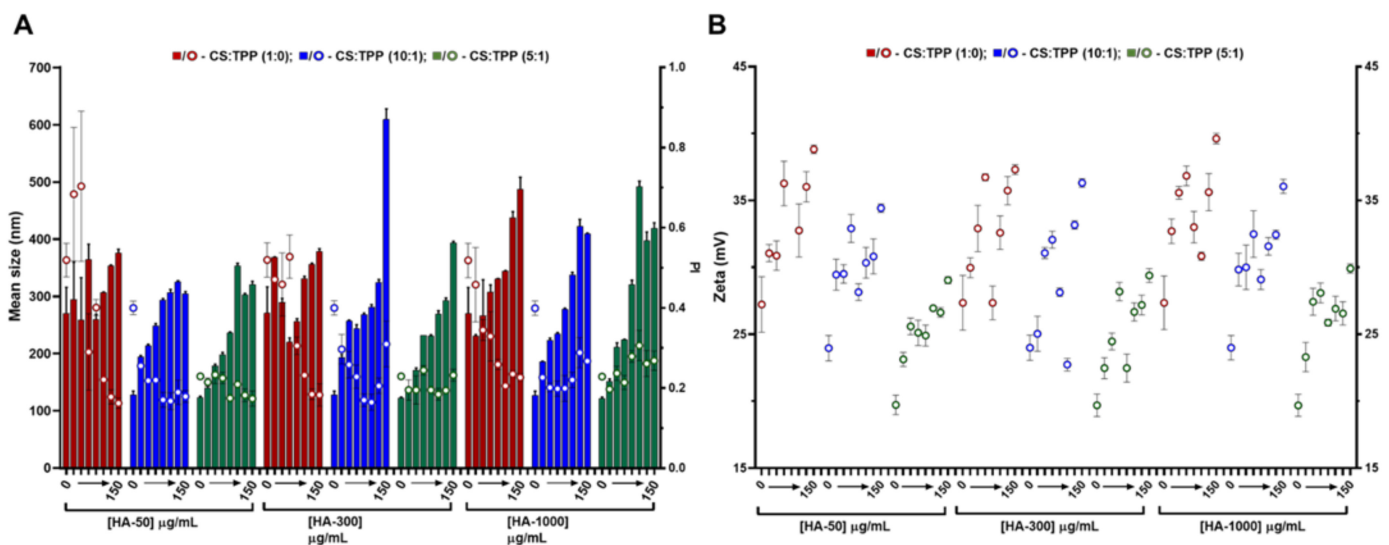 A
■/○ - CS:TPP (1:0); ■/○ - CS:TPP (10:1); ■/○ - CS:TPP (5:1)
700
600
500
400
300
200
100
0
Mean size (nm)
1.0
0.8
0.6
0.4
0.2
0.0
PI
0 → 150 0 → 150 0 → 150 0 → 150 0 → 150 0 → 150 0 → 150 0 → 150 0 → 150
[HA-50] μg/mL [HA-300] [HA-1000]
μg/mL μg/mL
B
■/○ - CS:TPP (1:0); ■/○ - CS:TPP (10:1); ■/○ - CS:TPP (5:1)
45
35
25
15
Zeta (mV)
45
35
25
15
0 → 150 0 → 150 0 → 150 0 → 150 0 → 150 0 → 150 0 → 150 0 → 150 0 → 150
[HA-50] μg/mL [HA-300] μg/mL [HA-1000] μg/mL